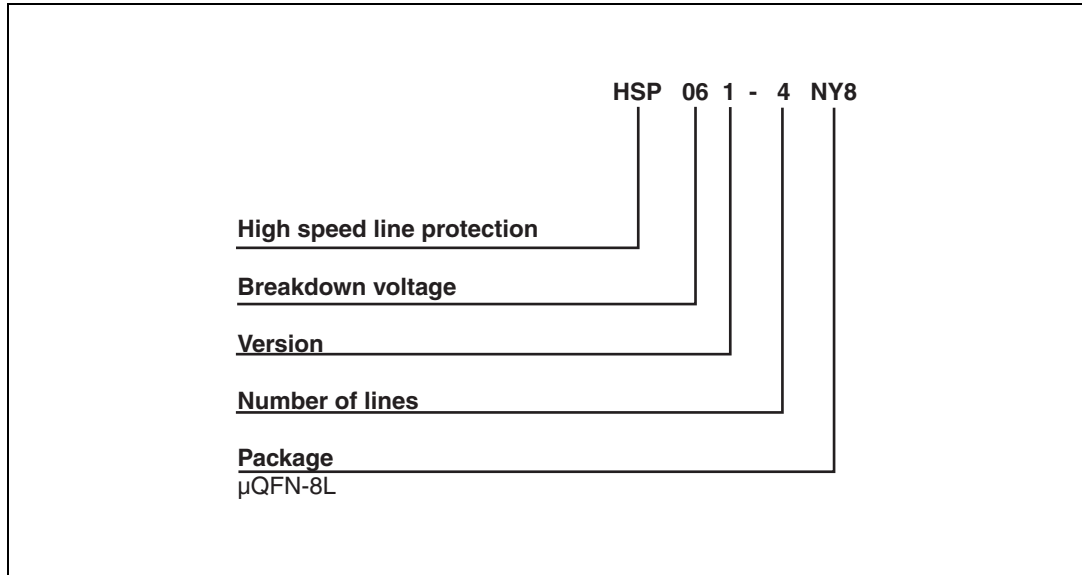 HSP 06 1 - 4 NY8
High speed line protection
Breakdown voltage
Version
Number of lines
Package
µQFN-8L